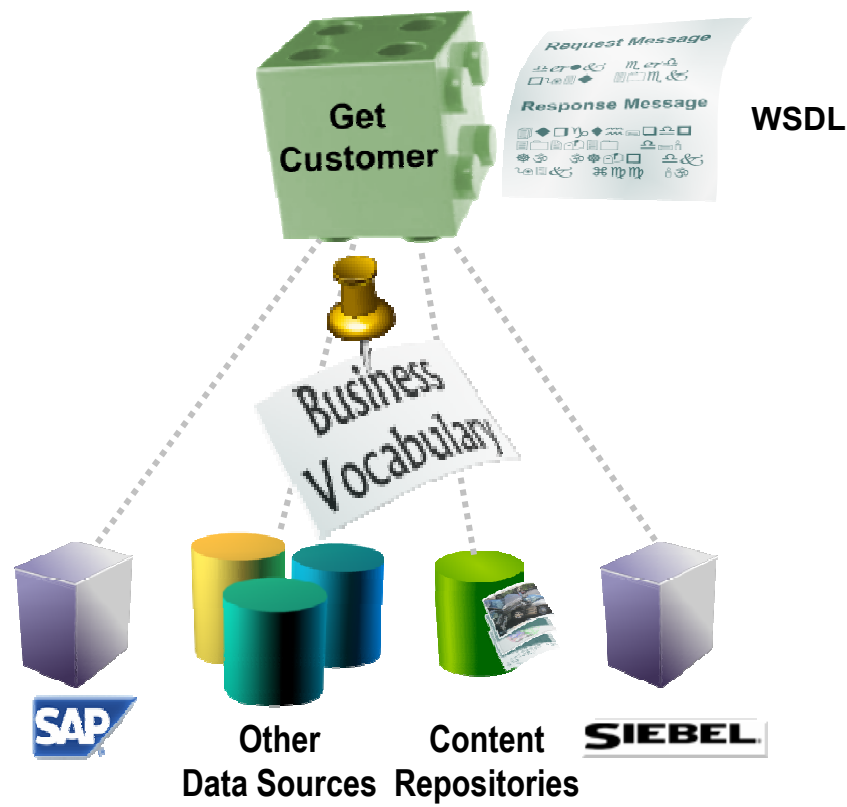 Request Message
Response Message
WSDL
Get
Customer
Business
Vocabulary
SAP
Other
Data Sources
Content
Repositories
SIEBEL